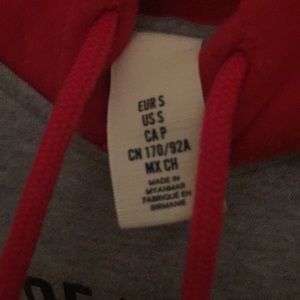 EUR S
US S
CA P
CN 170/92A
MX CH
MADE IN
MYANMAR
FABRIQUÉ EN
BIRMANIE